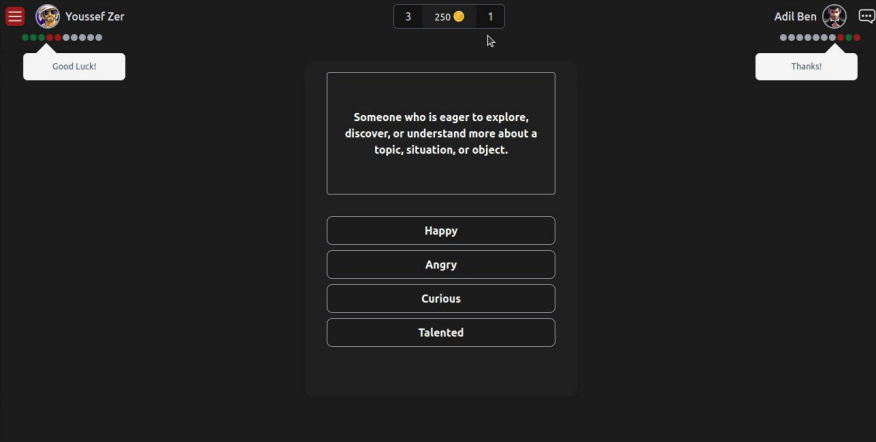 Youssef Zer
3 250 1
Adil Ben
Good Luck!
Thanks!
Someone who is eager to explore,
discover, or understand more about a
topic, situation, or object.
Happy
Angry
Curious
Talented